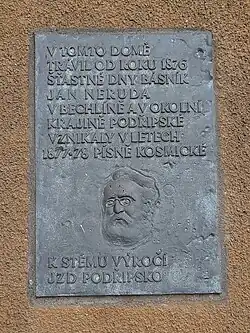 V TOMTO DOMĚ
TRÁVIL OD ROKU 1876
ŠŤASTNÉ DNY BÁSNÍK
JAN NERUDA
V BECHLÍNĚ A V OKOLNÍ
KRAJINĚ PODŘIPSKÉ
VZNIKALY V LETECH
1877-78 PÍSNĚ KOSMICKÉ
K STÉMU VÝROČÍ
JZD PODŘIPSKO